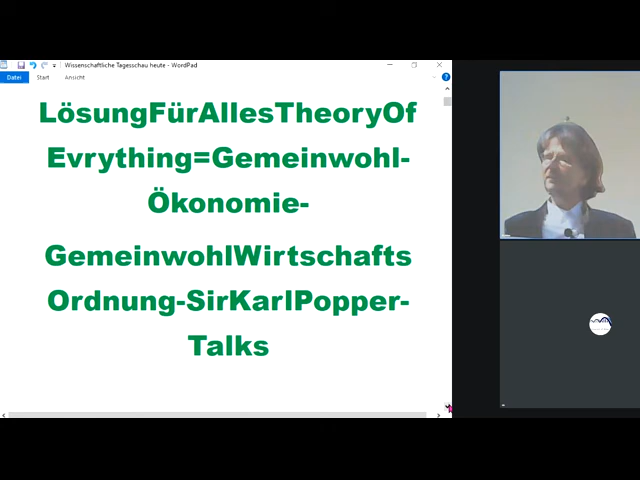 Wissenschaftliche Tagesschau heute - WordPad
Datei Start Ansicht
LösungFürAllesTheoryOf
Evrything=Gemeinwohl-
Ökonomie-
GemeinwohlWirtschafts
Ordnung-SirKarlPopper-
Talks